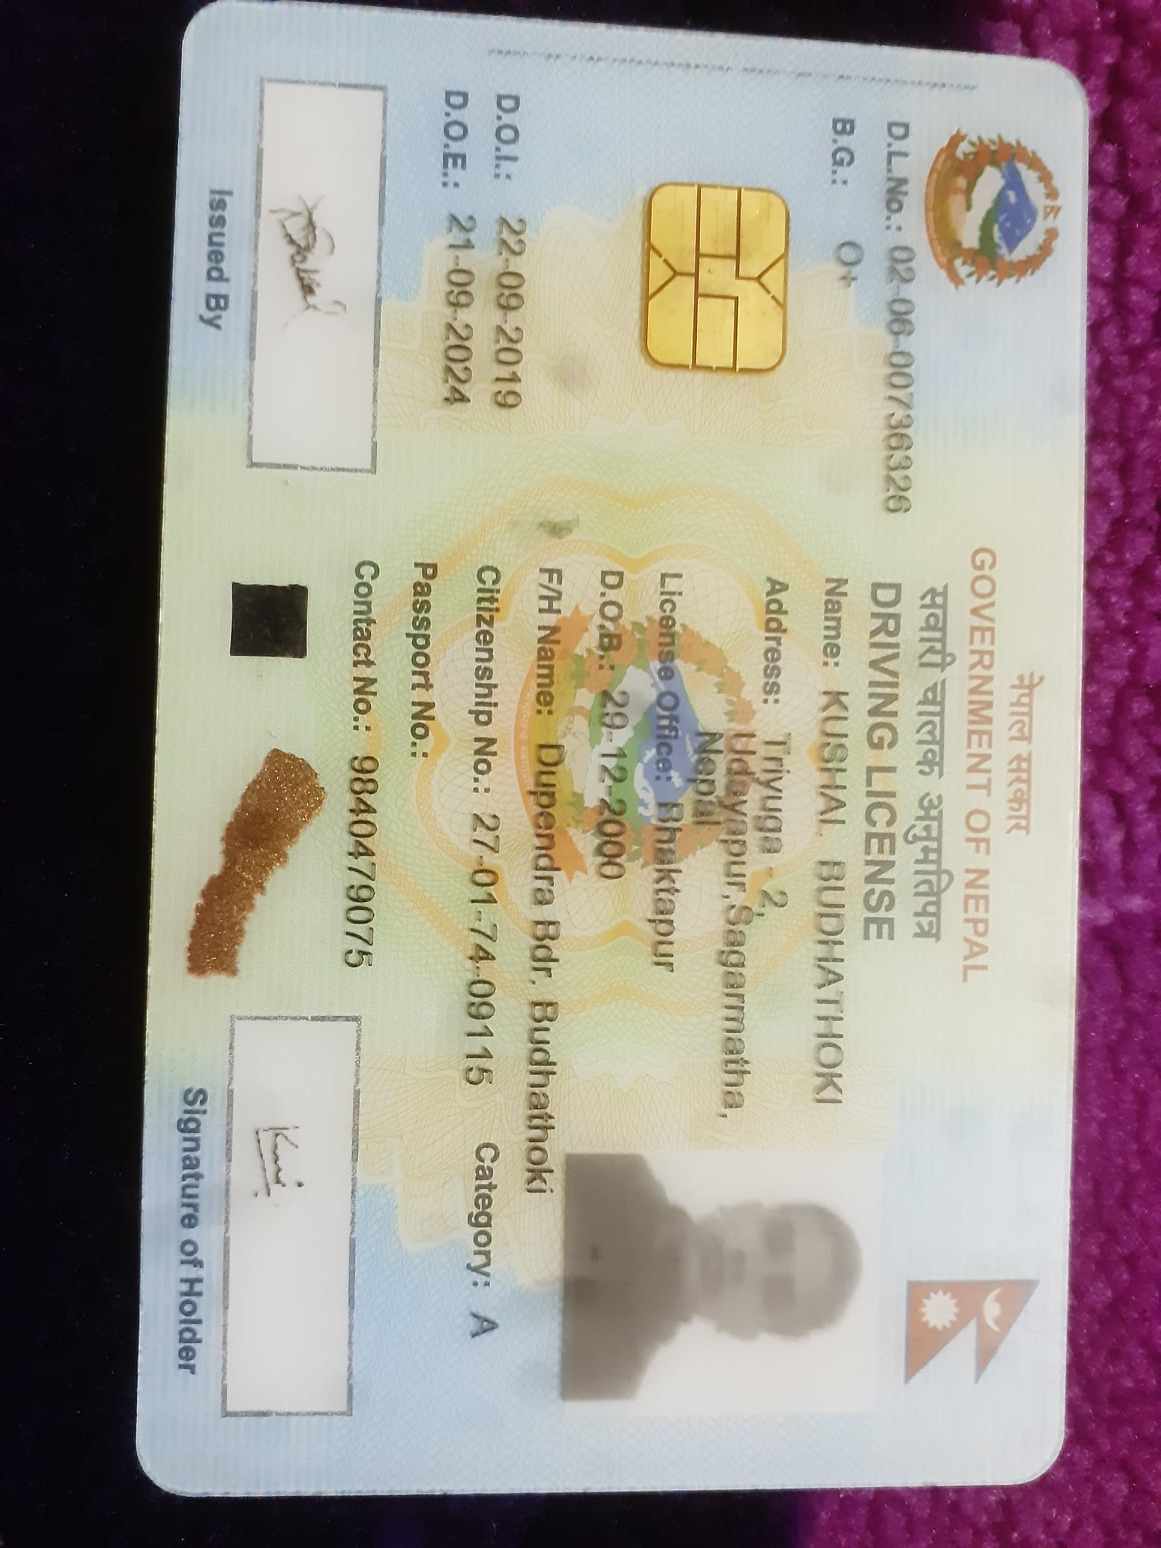 नेपाल सरकार
GOVERNMENT OF NEPAL
सवारी चालक अनुमतिपत्र
DRIVING LICENSE
D.L.No.: 02-06-00736326
B.G.: O+
Name: KUSHAL BUDHATHOKI
Address: Triyuga - 2,
Udayapur,Sagarmatha,
Nepal
License Office: Bhaktapur
D.O.B.: 29-12-2000
F/H Name: Dupendra Bdr. Budhathoki
D.O.I.: 22-09-2019
D.O.E.: 21-09-2024
Citizenship No.: 27-01-74-09115 Category: A
Passport No.:
Contact No.: 9840479075
Issued By
Signature of Holder